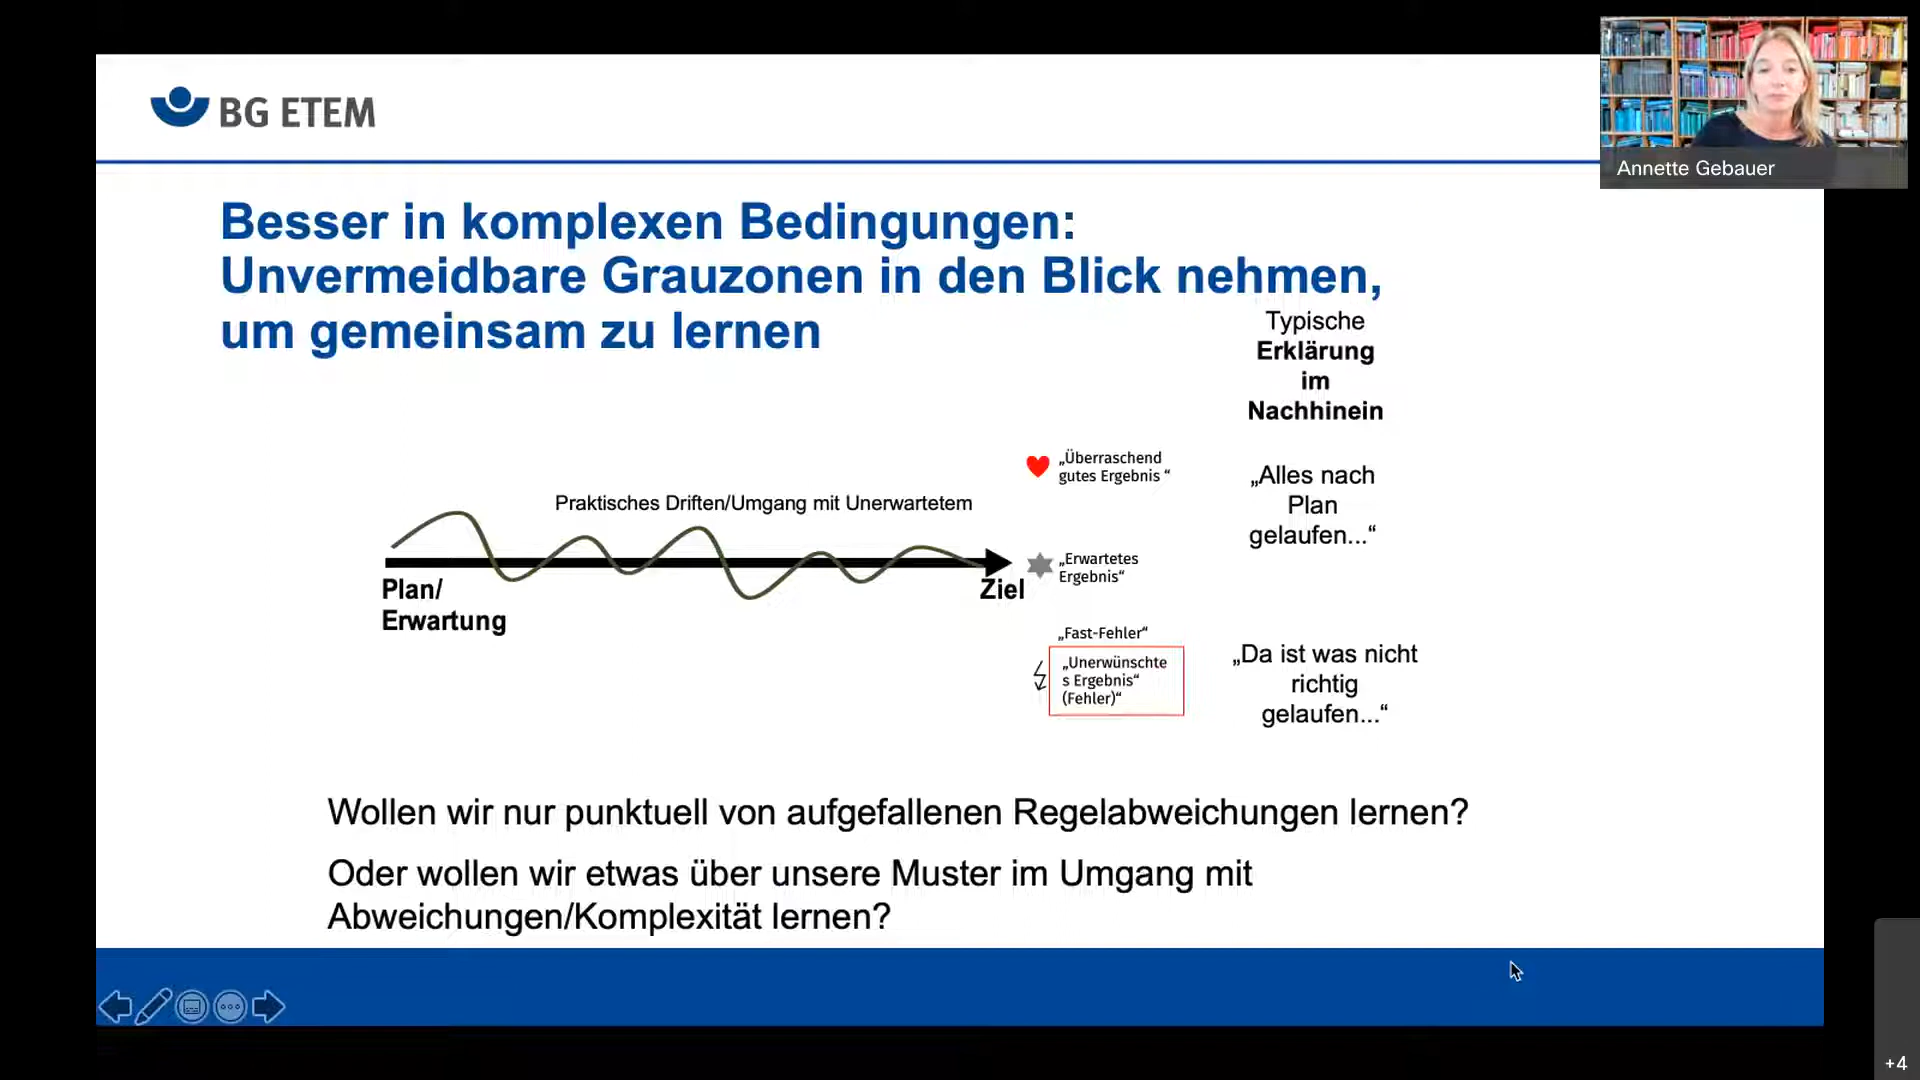 BG ETEM
Annette Gebauer
Besser in komplexen Bedingungen:
Unvermeidbare Grauzonen in den Blick nehmen,
um gemeinsam zu lernen
Typische
Erklärung
im
Nachhinein
„Überraschend
gutes Ergebnis “
„Alles nach
Plan
gelaufen...“
Praktisches Driften/Umgang mit Unerwartetem
„Erwartetes
Ergebnis“
Plan/
Erwartung
Ziel
„Fast-Fehler“
„Unerwünschte
s Ergebnis“
(Fehler)“
„Da ist was nicht
richtig
gelaufen...“
Wollen wir nur punktuell von aufgefallenen Regelabweichungen lernen?
Oder wollen wir etwas über unsere Muster im Umgang mit
Abweichungen/Komplexität lernen?
+4